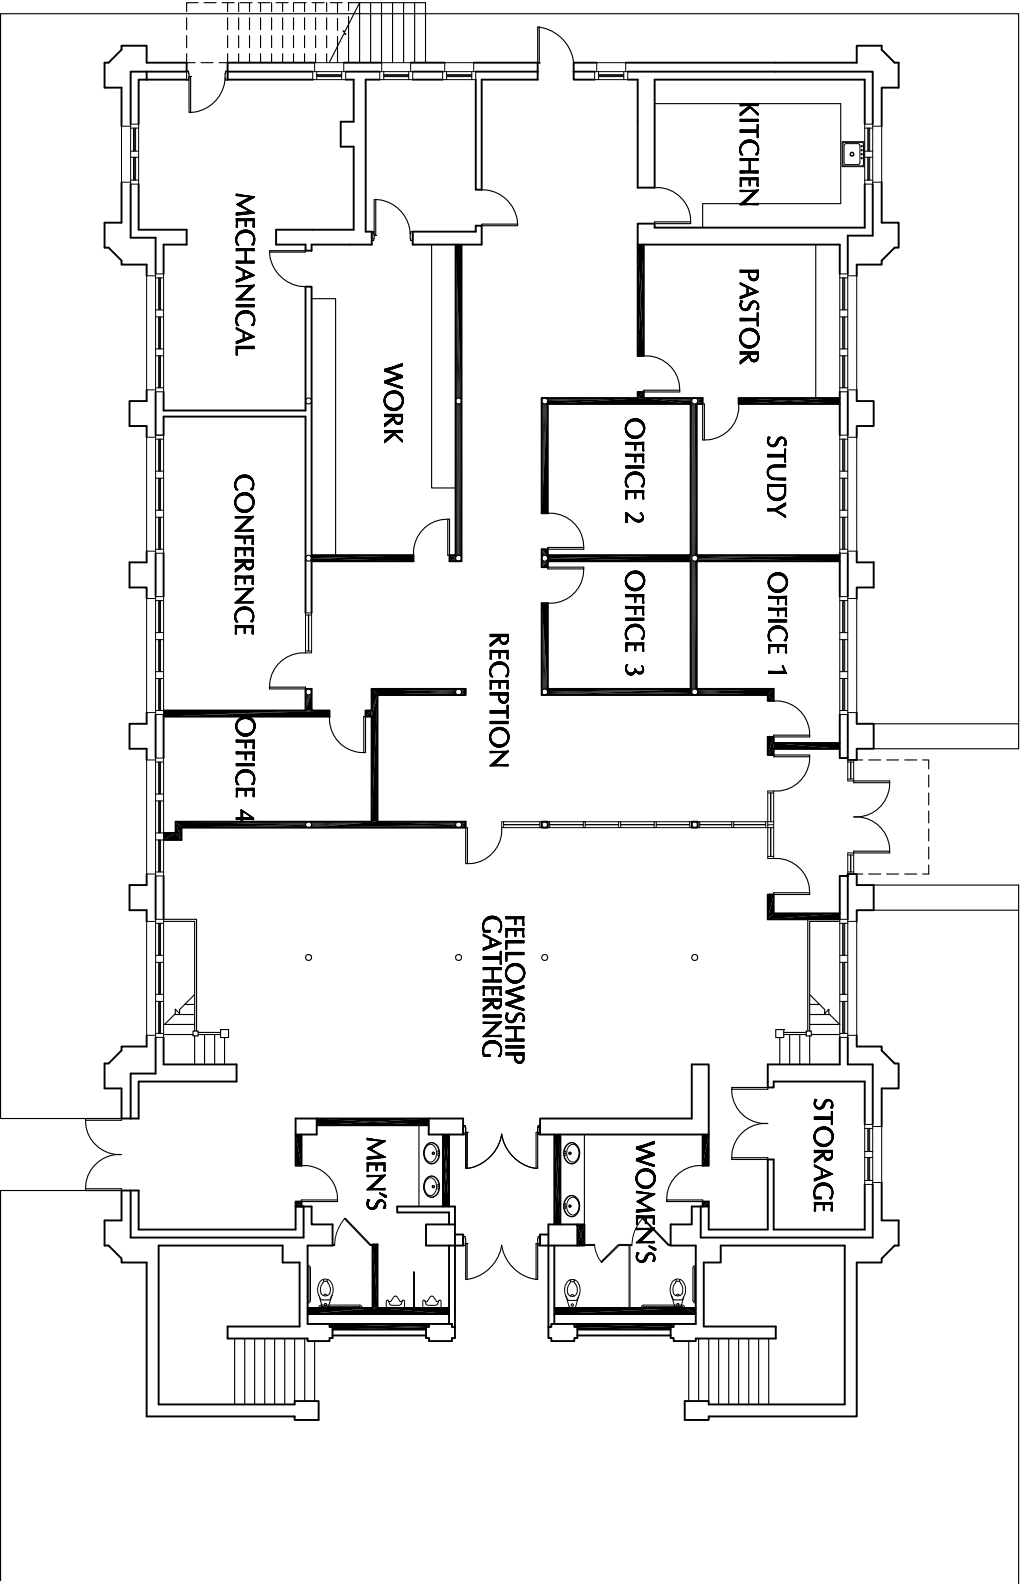 KITCHEN
MECHANICAL
PASTOR
WORK
OFFICE 2
STUDY
CONFERENCE
OFFICE 3
OFFICE 1
RECEPTION
OFFICE 4
FELLOWSHIP
GATHERING
STORAGE
MEN'S
WOMEN'S